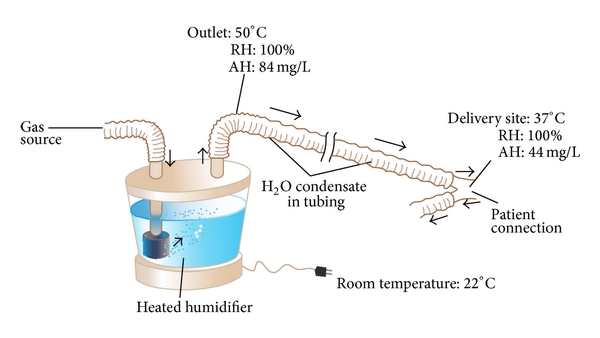 Outlet: 50˚C
RH: 100%
AH: 84 mg/L
Gas
source
Delivery site: 37˚C
RH: 100%
AH: 44 mg/L
H₂O condensate
in tubing
Patient
connection
Room temperature: 22˚C
Heated humidifier